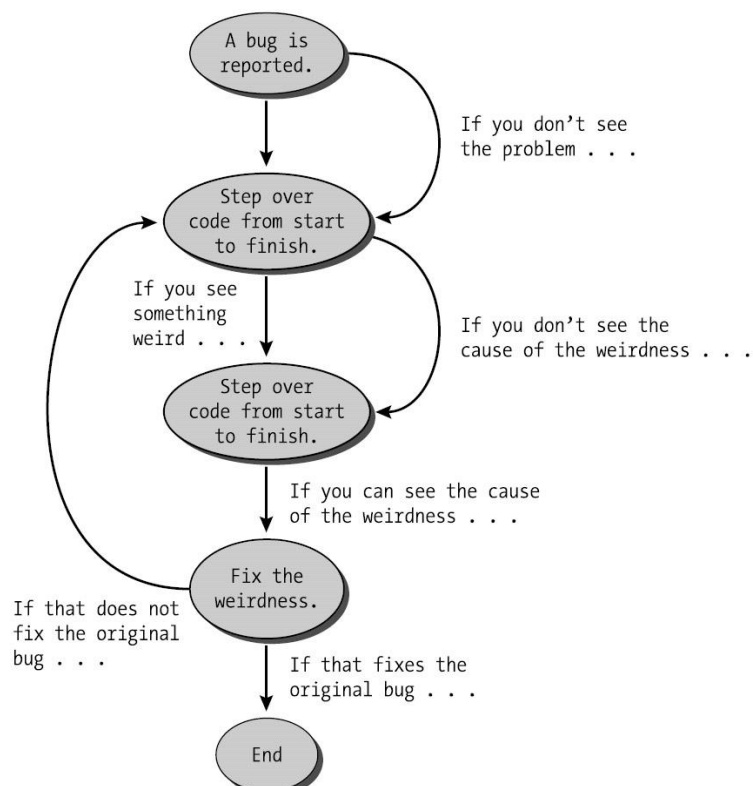 A bug is
reported.
If you don’t see
the problem . . .
Step over
code from start
to finish.
If you see
something
weird . . .
If you don’t see the
cause of the weirdness . . .
Step over
code from start
to finish.
If you can see the cause
of the weirdness . . .
Fix the
weirdness.
If that does not
fix the original
bug . . .
If that fixes the
original bug . . .
End